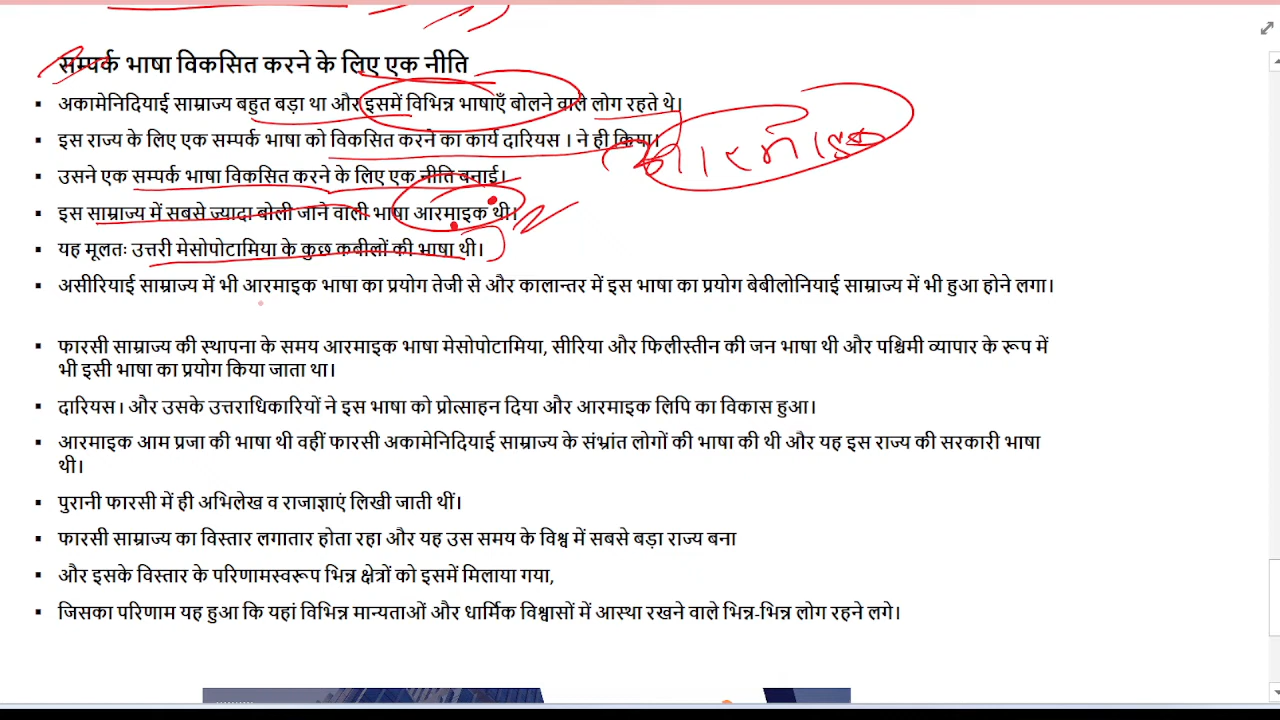 सम्पर्क भाषा विकसित करने के लिए एक नीति
▪ अकामेनिदियाई साम्राज्य बहुत बड़ा था और इसमें विभिन्न भाषाएँ बोलने वाले लोग रहते थे।
▪ इस राज्य के लिए एक सम्पर्क भाषा को विकसित करने का कार्य दारियस । ने ही किया।
आरमाइक
▪ उसने एक सम्पर्क भाषा विकसित करने के लिए एक नीति बनाई।
▪ इस साम्राज्य में सबसे ज्यादा बोली जाने वाली भाषा आरमाइक थी।
▪ यह मूलतः उत्तरी मेसोपोटामिया के कुछ कबीलों की भाषा थी।
▪ असीरियाई साम्राज्य में भी आरमाइक भाषा का प्रयोग तेजी से और कालान्तर में इस भाषा का प्रयोग बेबीलोनियाई साम्राज्य में भी हुआ होने लगा।
▪ फारसी साम्राज्य की स्थापना के समय आरमाइक भाषा मेसोपोटामिया, सीरिया और फिलीस्तीन की जन भाषा थी और पश्चिमी व्यापार के रूप में
भी इसी भाषा का प्रयोग किया जाता था।
▪ दारियस। और उसके उत्तराधिकारियों ने इस भाषा को प्रोत्साहन दिया और आरमाइक लिपि का विकास हुआ।
▪ आरमाइक आम प्रजा की भाषा थी वहीं फारसी अकामेनिदियाई साम्राज्य के संभ्रांत लोगों की भाषा की थी और यह इस राज्य की सरकारी भाषा
थी।
▪ पुरानी फारसी में ही अभिलेख व राजाज्ञाएं लिखी जाती थीं।
▪ फारसी साम्राज्य का विस्तार लगातार होता रहा और यह उस समय के विश्व में सबसे बड़ा राज्य बना
▪ और इसके विस्तार के परिणामस्वरूप भिन्न क्षेत्रों को इसमें मिलाया गया,
▪ जिसका परिणाम यह हुआ कि यहां विभिन्न मान्यताओं और धार्मिक विश्वासों में आस्था रखने वाले भिन्न-भिन्न लोग रहने लगे।